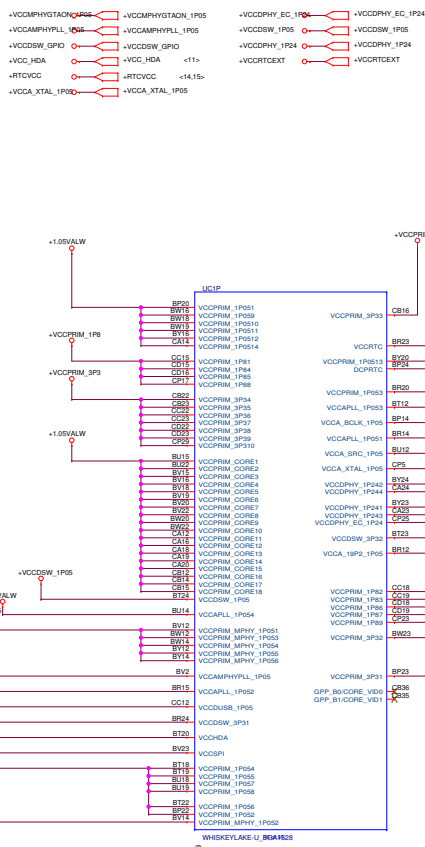 +VCCMPHYGTAON_1P05 +VCCMPHYGTAON_1P05
+VCCAMPHYPLL_1P05 +VCCAMPHYPLL_1P05
+VCCDSW_GPIO +VCCDSW_GPIO
+VCC_HDA +VCC_HDA <11>
+RTCVCC +RTCVCC <14,15>
+VCCA_XTAL_1P05 +VCCA_XTAL_1P05
+VCCDPHY_EC_1P24 +VCCDPHY_EC_1P24
+VCCDSW_1P05 +VCCDSW_1P05
+VCCDPHY_1P24 +VCCDPHY_1P24
+VCCRTCEXT +VCCRTCEXT
+VCCPRI
+1.05VALW
+VCCPRIM_1P8
+VCCPRIM_3P3
+1.05VALW
+VCCDSW_1P05
VALW
UC1P
BP20 VCCPRIM_1P051
BW16 VCCPRIM_1P059
BW18 VCCPRIM_1P0510
BW19 VCCPRIM_1P0511
BY16 VCCPRIM_1P0512
CA14 VCCPRIM_1P0514
CC15 VCCPRIM_1P81
CD15 VCCPRIM_1P84
CD16 VCCPRIM_1P85
CP17 VCCPRIM_1P88
CB22 VCCPRIM_3P34
CB23 VCCPRIM_3P35
CC22 VCCPRIM_3P36
CC23 VCCPRIM_3P37
CD22 VCCPRIM_3P38
CD23 VCCPRIM_3P39
CP29 VCCPRIM_3P310
BU15 VCCPRIM_CORE1
BU22 VCCPRIM_CORE2
BV15 VCCPRIM_CORE3
BV16 VCCPRIM_CORE4
BV18 VCCPRIM_CORE5
BV19 VCCPRIM_CORE6
BV20 VCCPRIM_CORE7
BV22 VCCPRIM_CORE8
BW20 VCCPRIM_CORE9
BW22 VCCPRIM_CORE10
CA12 VCCPRIM_CORE11
CA16 VCCPRIM_CORE12
CA18 VCCPRIM_CORE13
CA19 VCCPRIM_CORE14
CA20 VCCPRIM_CORE15
CB12 VCCPRIM_CORE16
CB14 VCCPRIM_CORE17
CB15 VCCPRIM_CORE18
BT24 VCCDSW_1P05
BU14 VCCAPLL_1P054
BV12 VCCPRIM_MPHY_1P051
BW12 VCCPRIM_MPHY_1P053
BW14 VCCPRIM_MPHY_1P054
BY12 VCCPRIM_MPHY_1P055
BY14 VCCPRIM_MPHY_1P056
BV2 VCCAMPHYPLL_1P05
BR15 VCCAPLL_1P052
CC12 VCCDUSB_1P05
BR24 VCCDSW_3P31
BT20 VCCHDA
BV23 VCCSPI
BT18 VCCPRIM_1P054
BT19 VCCPRIM_1P055
BU18 VCCPRIM_1P057
BU19 VCCPRIM_1P058
BT22 VCCPRIM_1P056
BP22 VCCPRIM_1P052
BV14 VCCPRIM_MPHY_1P052
VCCPRIM_3P33 CB16
VCCRTC BR23
VCCPRIM_1P0513 BY20
DCPRTC BP24
VCCPRIM_1P053 BR20
VCCAPLL_1P053 BT12
VCCA_BCLK_1P05 BP14
VCCAPLL_1P051 BR14
VCCA_SRC_1P05 BU12
VCCA_XTAL_1P05 CP5
VCCDPHY_1P242 BY24
VCCDPHY_1P244 CA24
VCCDPHY_1P241 BY23
VCCDPHY_1P243 CA23
VCCDPHY_EC_1P24 CP25
VCCDSW_3P32 BT23
VCCA_19P2_1P05 BR12
VCCPRIM_1P82 CC18
VCCPRIM_1P83 CC19
VCCPRIM_1P86 CD18
VCCPRIM_1P87 CD19
VCCPRIM_1P89 CP23
VCCPRIM_3P32 BW23
VCCPRIM_3P31 BP23
GPP_B0/CORE_VID0 CB36
GPP_B1/CORE_VID1 CB35
WHISKEYLAKE-U_BGA1528